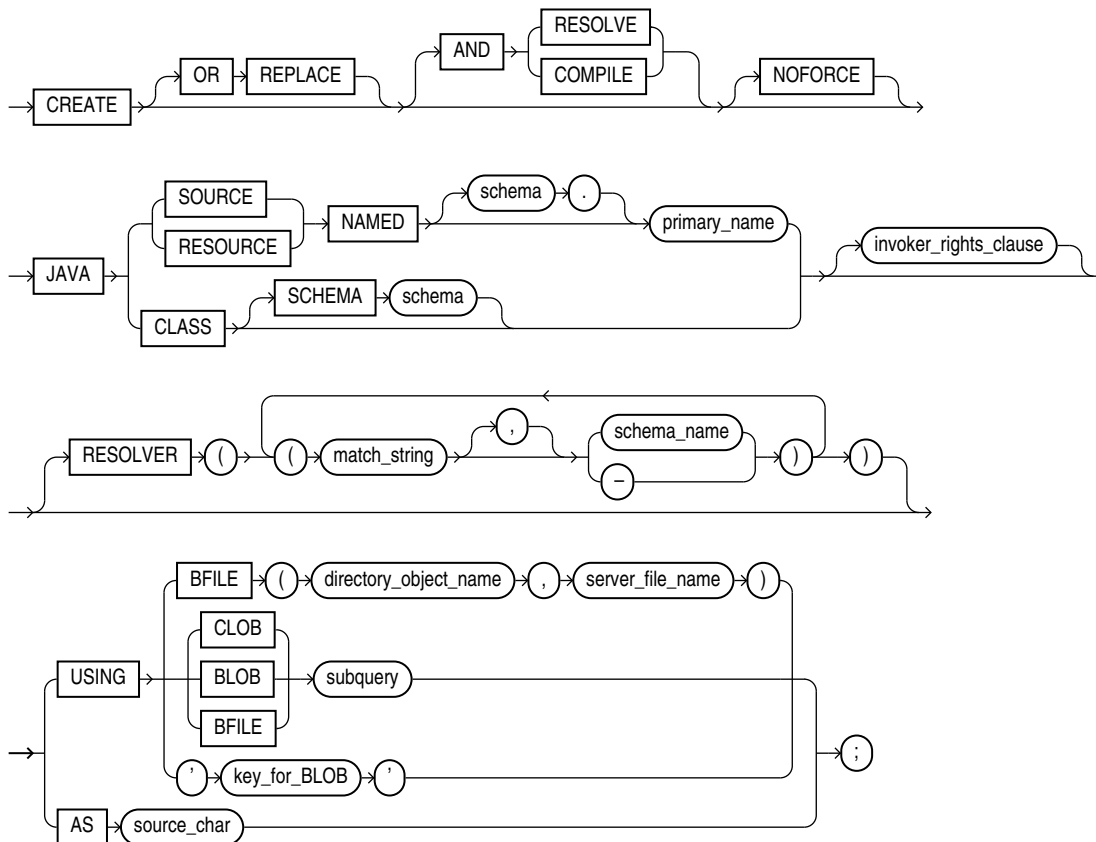 RESOLVE
OR REPLACE AND COMPILE NOFORCE
CREATE
SOURCE schema .
RESOURCE NAMED primary_name invoker_rights_clause
JAVA SCHEMA schema
CLASS
RESOLVER ( ( match_string , schema_name ) )
–
BFILE ( directory_object_name , server_file_name )
CLOB
USING BLOB subquery
BFILE
' key_for_BLOB ' ;
AS source_char